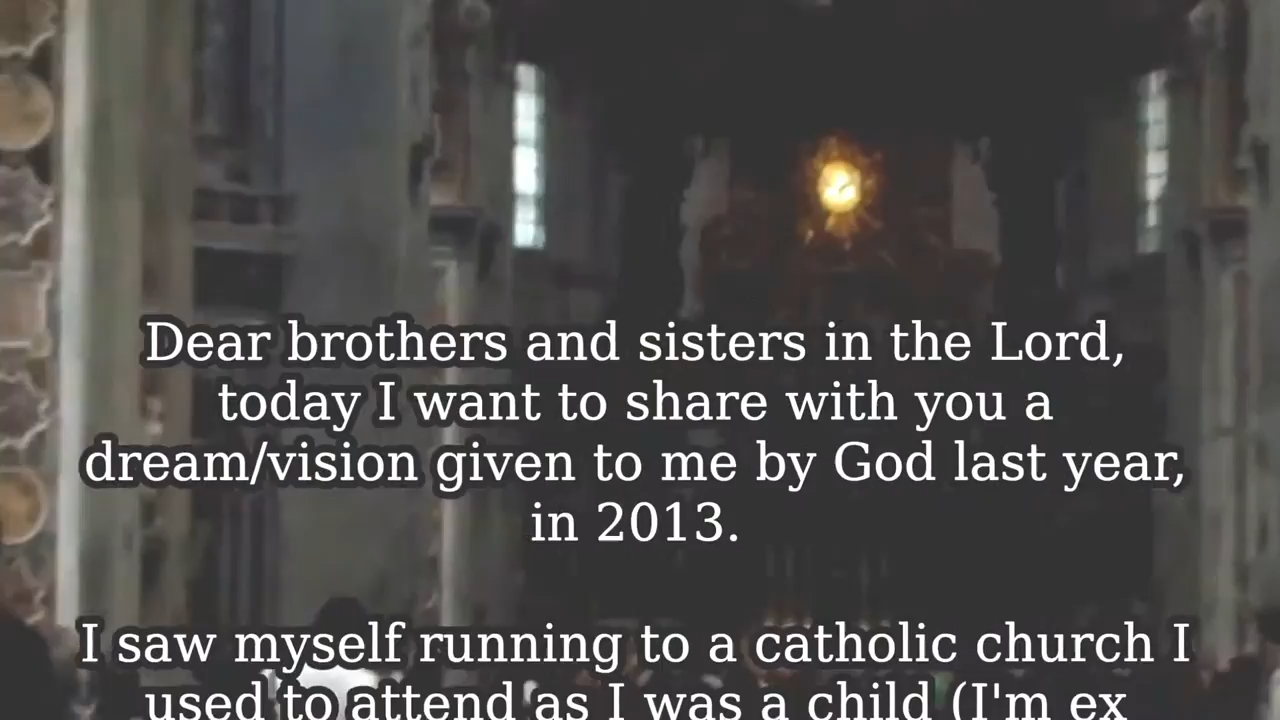 Dear brothers and sisters in the Lord,
today I want to share with you a
dream/vision given to me by God last year,
in 2013.
I saw myself running to a catholic church I
used to attend as I was a child (I'm ex